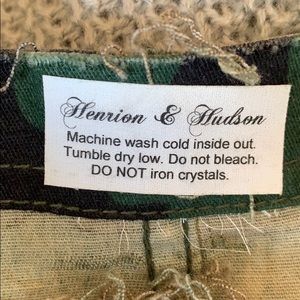 Henrion & Hudson
Machine wash cold inside out.
Tumble dry low. Do not bleach.
DO NOT iron crystals.